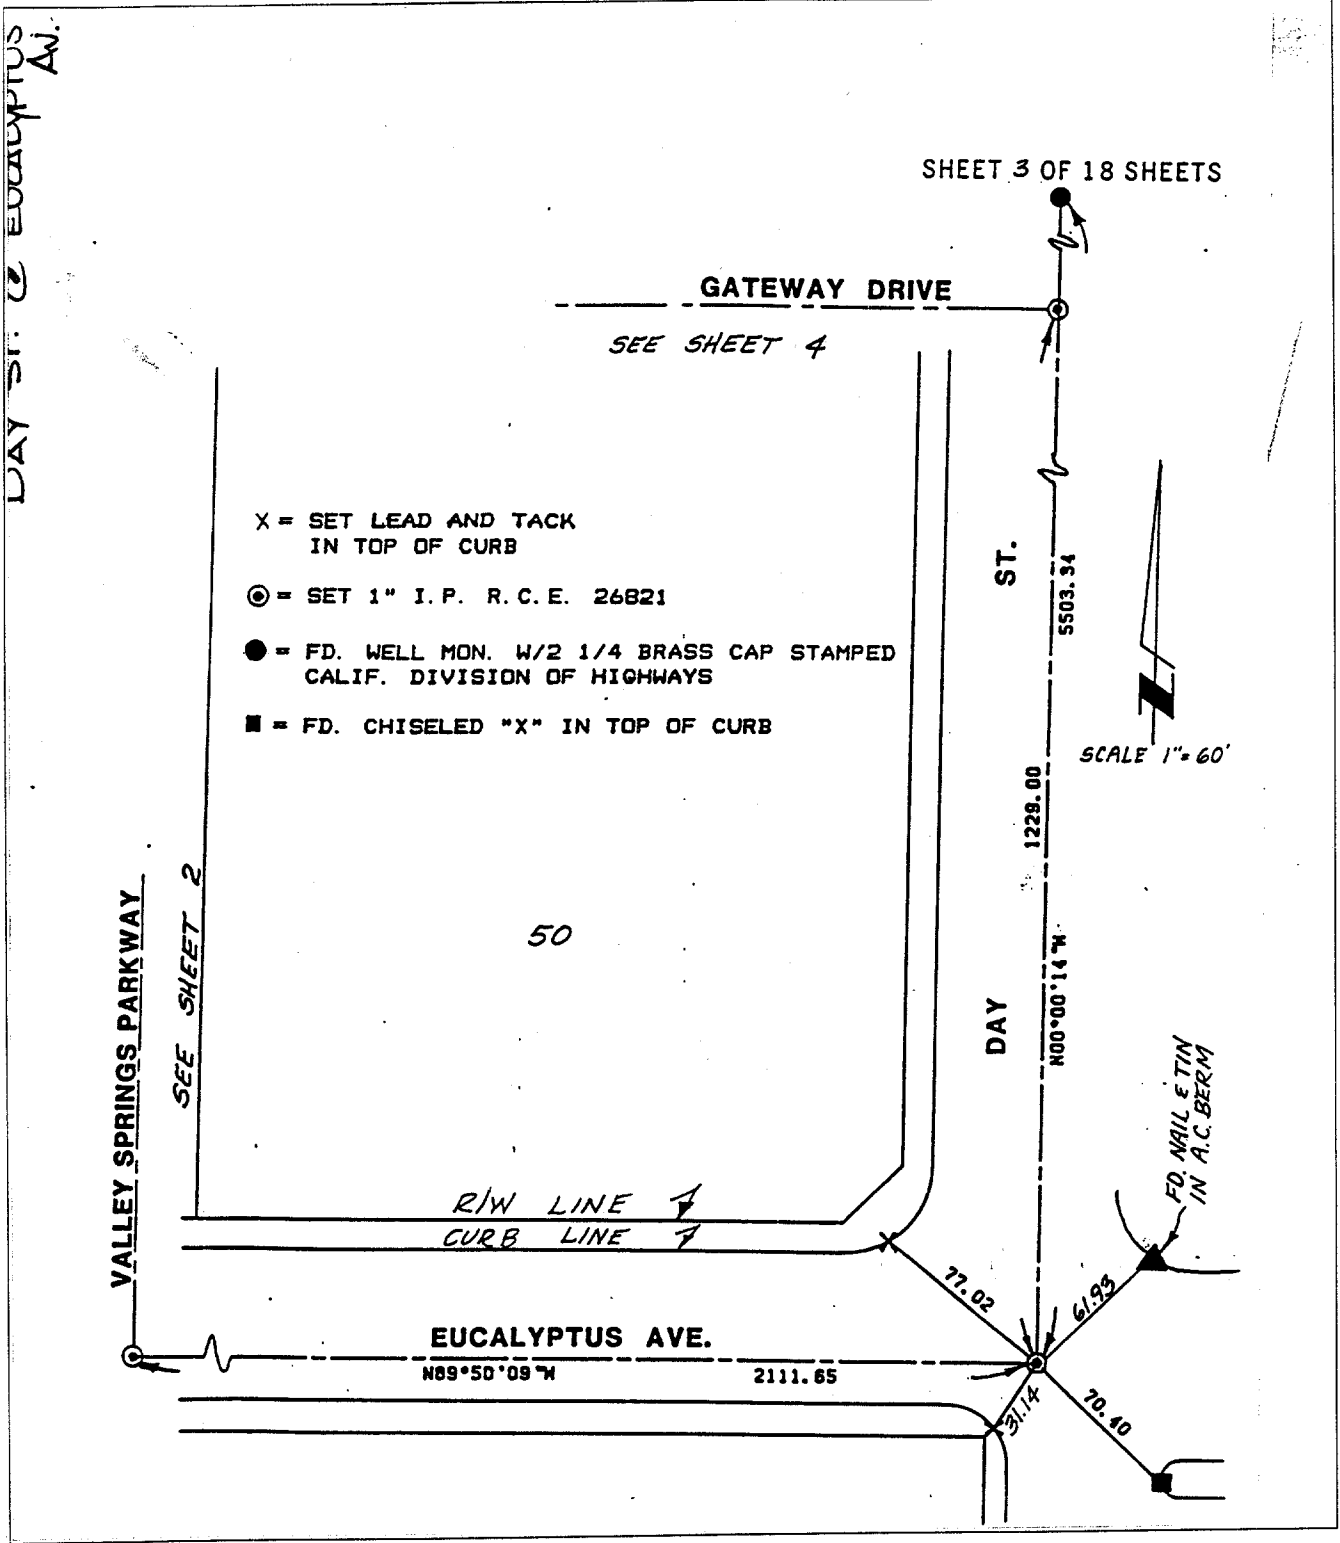 DAY ST. @ EUCALYPTUS
AV.
SHEET 3 OF 18 SHEETS
GATEWAY DRIVE
SEE SHEET 4
X = SET LEAD AND TACK
IN TOP OF CURB
= SET 1" I.P. R.C.E. 26821
= FD. WELL MON. W/2 1/4 BRASS CAP STAMPED
CALIF. DIVISION OF HIGHWAYS
= FD. CHISELED "X" IN TOP OF CURB
DAY ST.
5503.34
1229.00
N00°00'14"W
SCALE 1"=60'
50
SEE SHEET 2
VALLEY SPRINGS PARKWAY
FD. NAIL & TIN
IN A.C. BERM
R/W LINE
CURB LINE
77.02
61.93
EUCALYPTUS AVE.
N89°50'09"W
2111.65
31.14
70.40